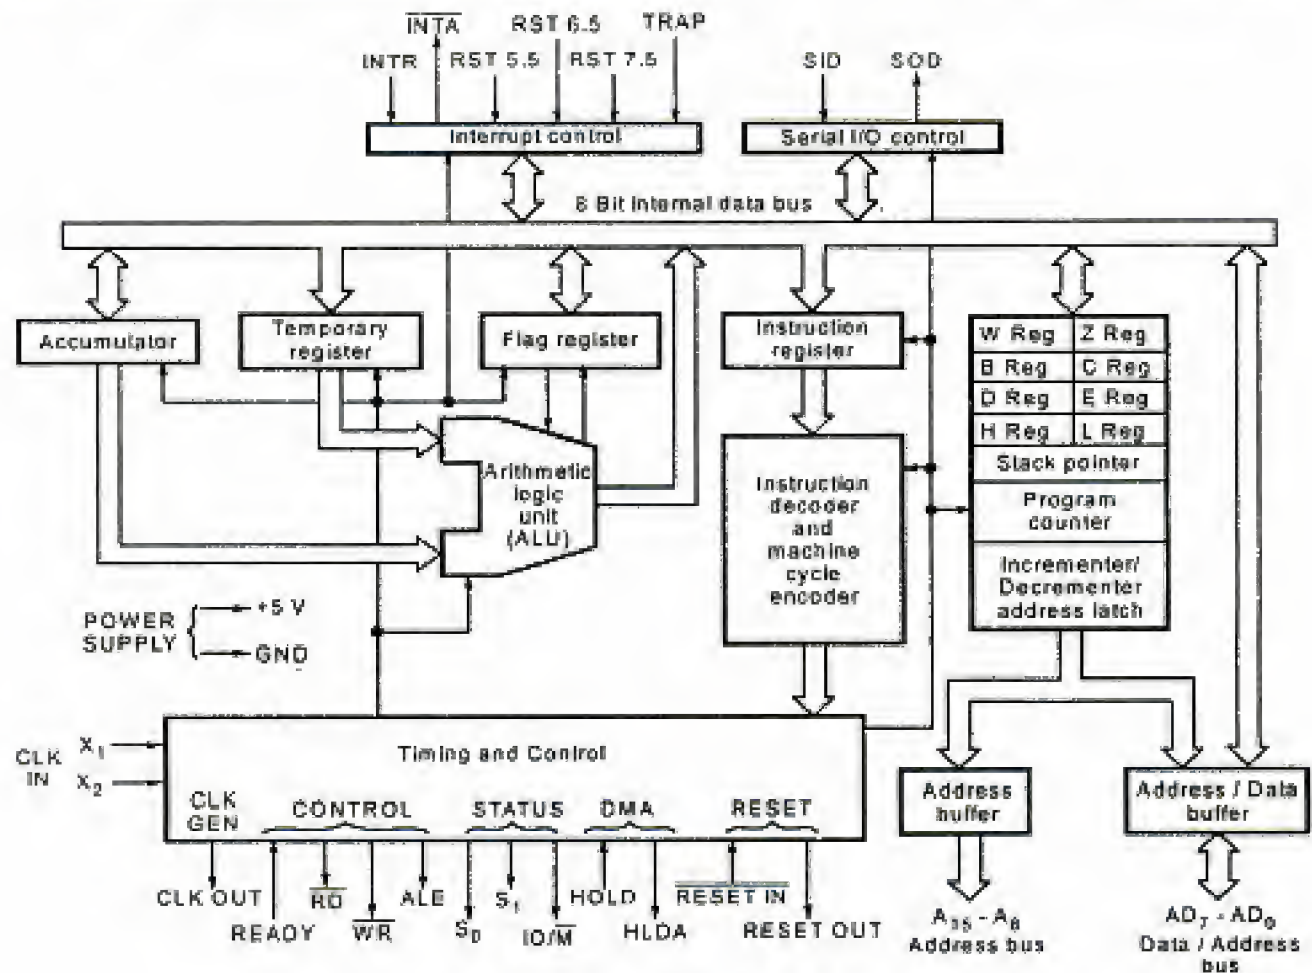 INTA RST 6.5 TRAP
INTR RST 5.5 RST 7.5 SID SOD
Interrupt control Serial I/O control
8 Bit Internal data bus
Accumulator
Temporary
register
Flag register
Instruction
register
W Reg Z Reg
B Reg C Reg
D Reg E Reg
H Reg L Reg
Stack pointer
Program
counter
Incrementer/
Decrementer
address latch
Arithmetic
logic
unit
(ALU)
Instruction
decoder
and
machine
cycle
encoder
POWER
SUPPLY
+5 V
GND
CLK
IN
X1
X2
Timing and Control
CLK
GEN
CONTROL STATUS DMA RESET
Address
buffer
Address / Data
buffer
CLK OUT RD ALE S1 HOLD RESET IN
READY WR S0 IO/M HLDA RESET OUT
A15 - A8
Address bus
AD7 - AD0
Data / Address
bus